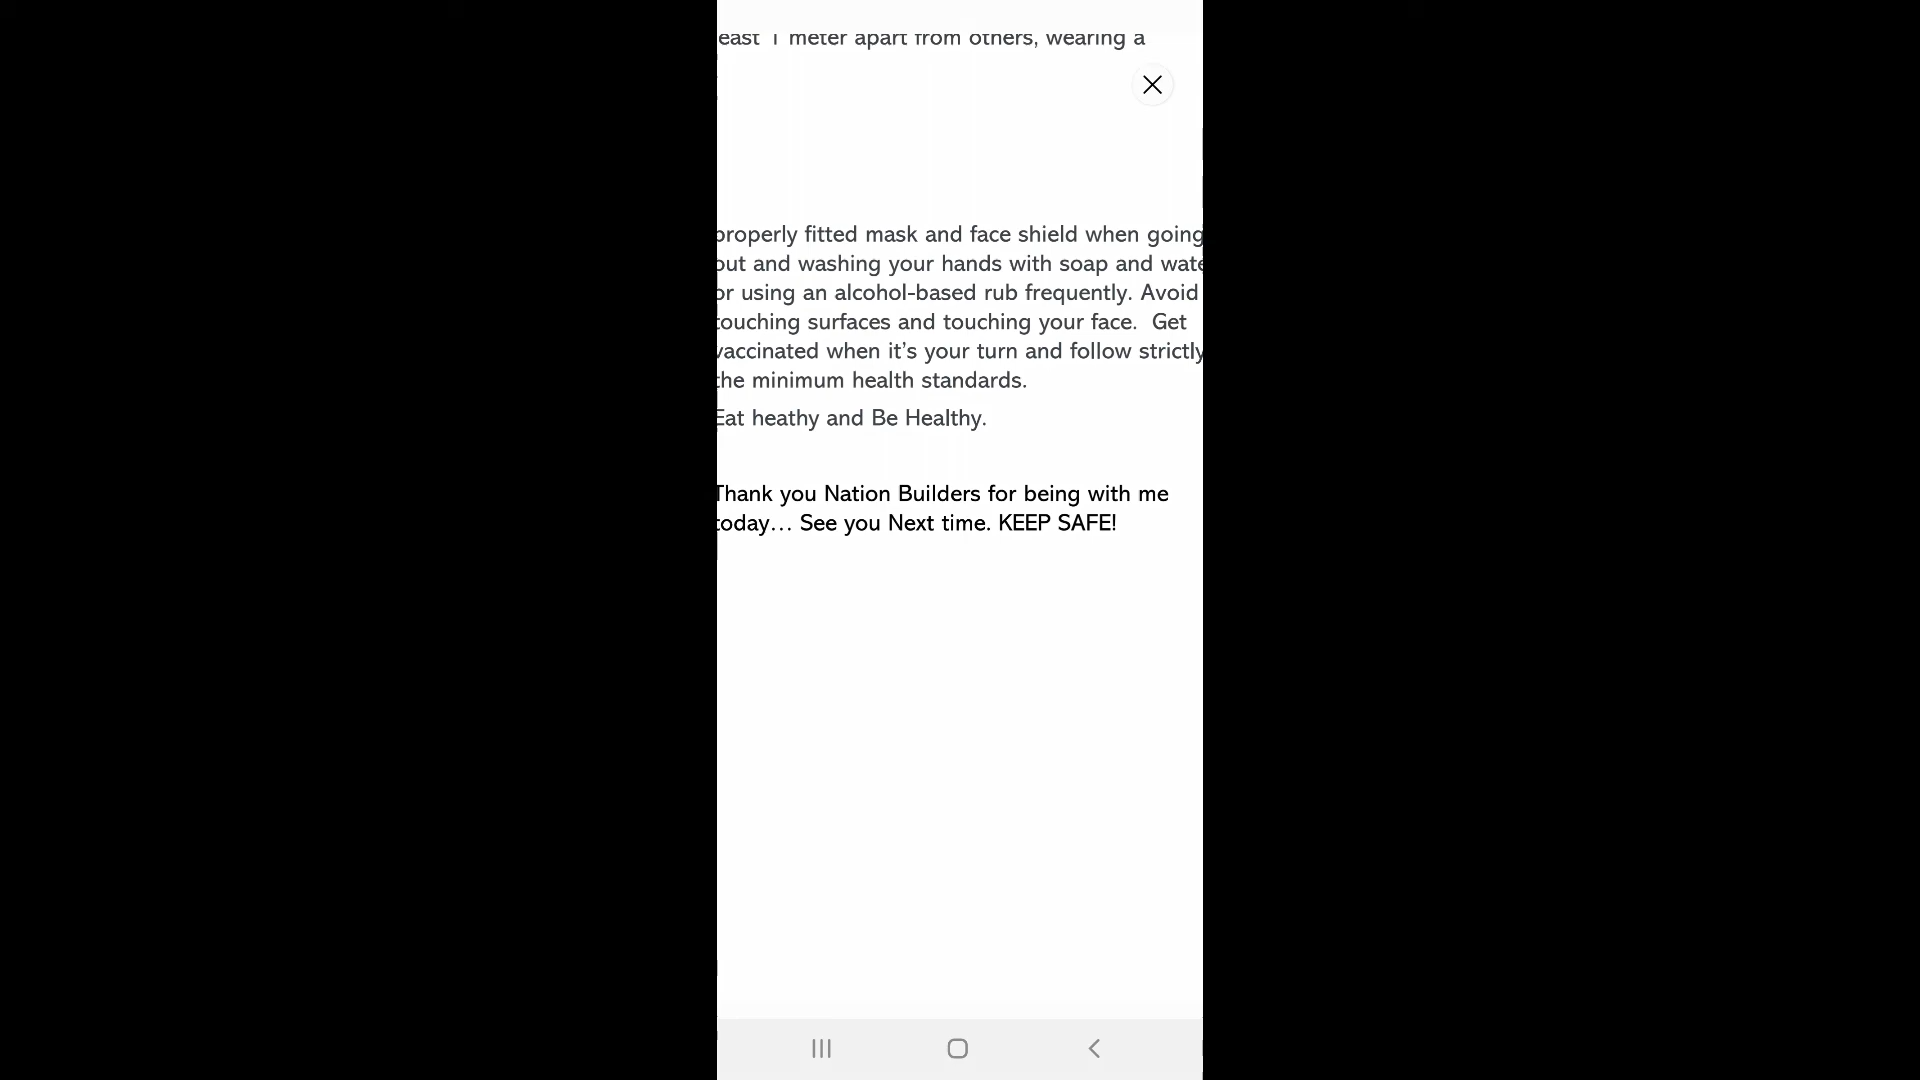 east 1 meter apart from others, wearing a
properly fitted mask and face shield when going
out and washing your hands with soap and wate
or using an alcohol-based rub frequently. Avoid
touching surfaces and touching your face. Get
vaccinated when it’s your turn and follow strictly
the minimum health standards.
Eat heathy and Be Healthy.
Thank you Nation Builders for being with me
today... See you Next time. KEEP SAFE!